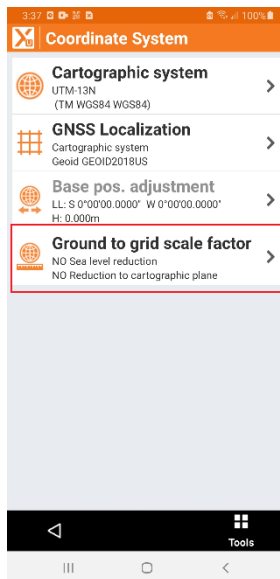 3:37 100%
Xu Coordinate System
Cartographic system
UTM-13N
(TM WGS84 WGS84)
GNSS Localization
Cartographic system
Geoid GEOID2018US
Base pos. adjustment
LL: S 0°00'00.0000" W 0°00'00.0000"
H: 0.000m
Ground to grid scale factor
NO Sea level reduction
NO Reduction to cartographic plane
Tools